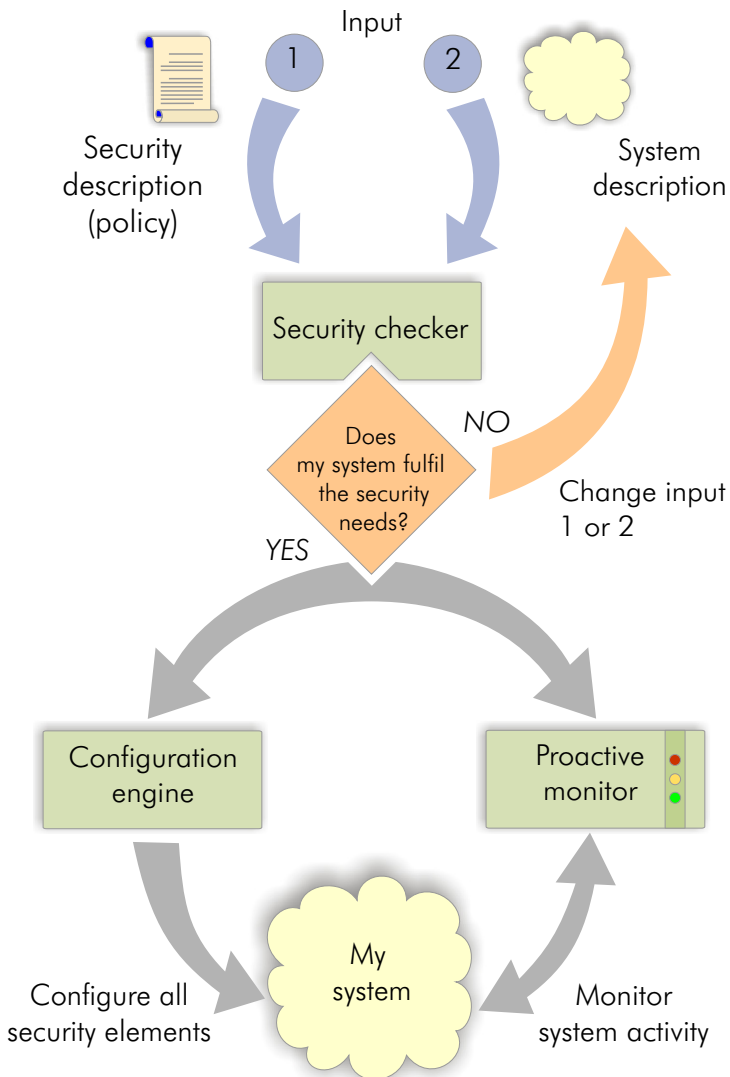 Input
1
2
Security
description
(policy)
System
description
Security checker
Does
my system fulfil
the security
needs?
NO
Change input
1 or 2
YES
Configuration
engine
Proactive
monitor
My
system
Configure all
security elements
Monitor
system activity